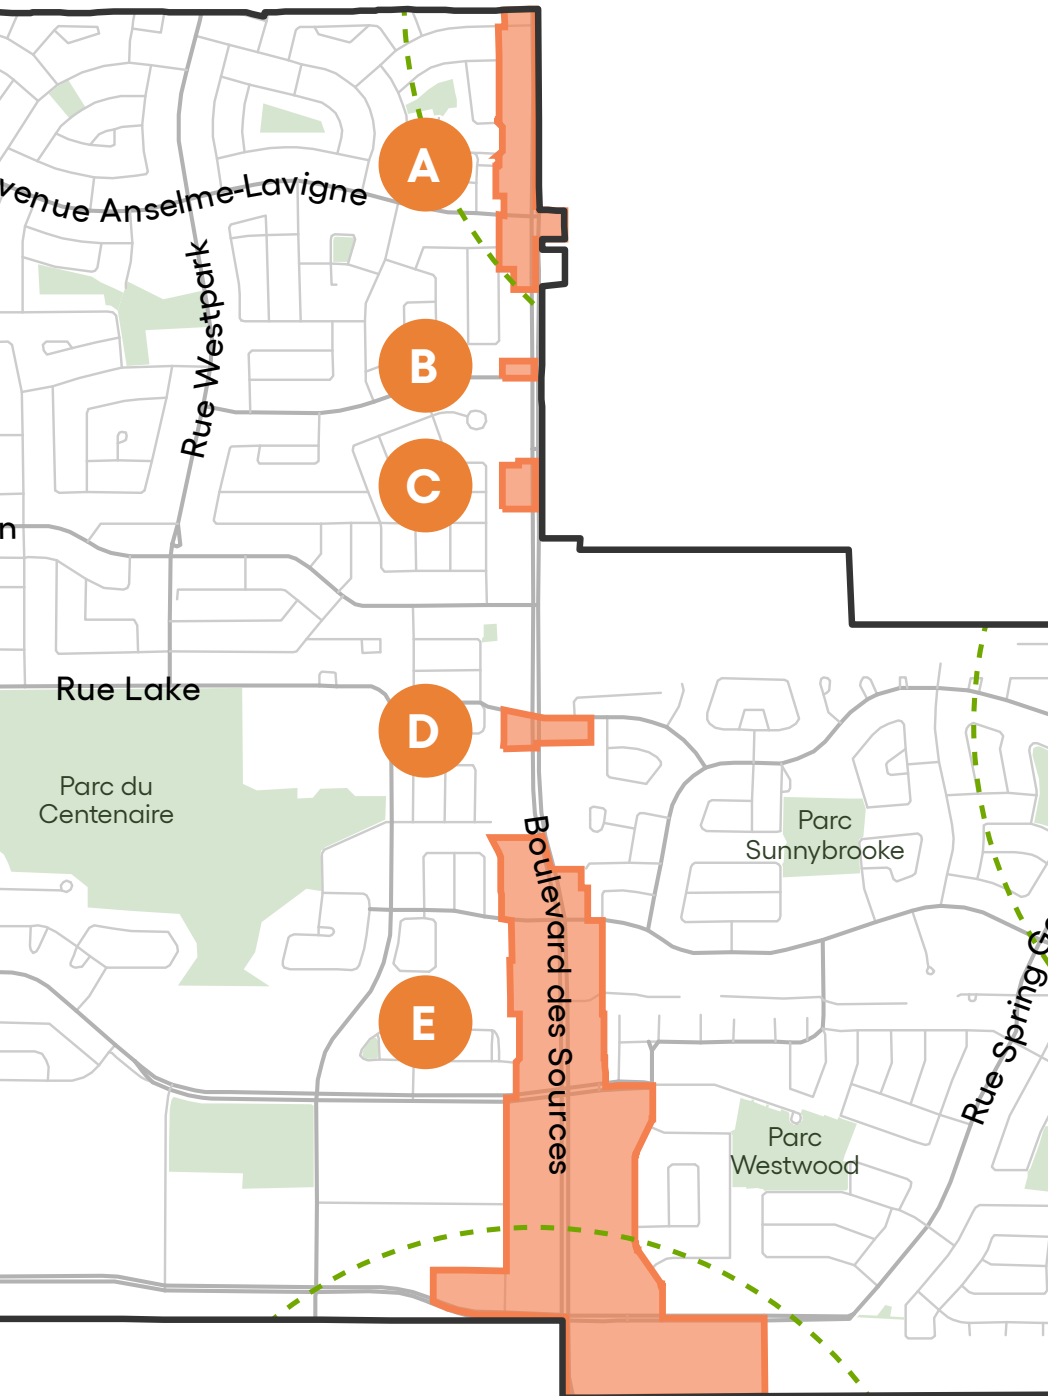 A
venue Anselme-Lavigne
Rue Westpark
B
C
n
Rue Lake
D
Parc du
Centenaire
Parc
Sunnybrooke
Boulevard des Sources
E
Rue Spring
Parc
Westwood